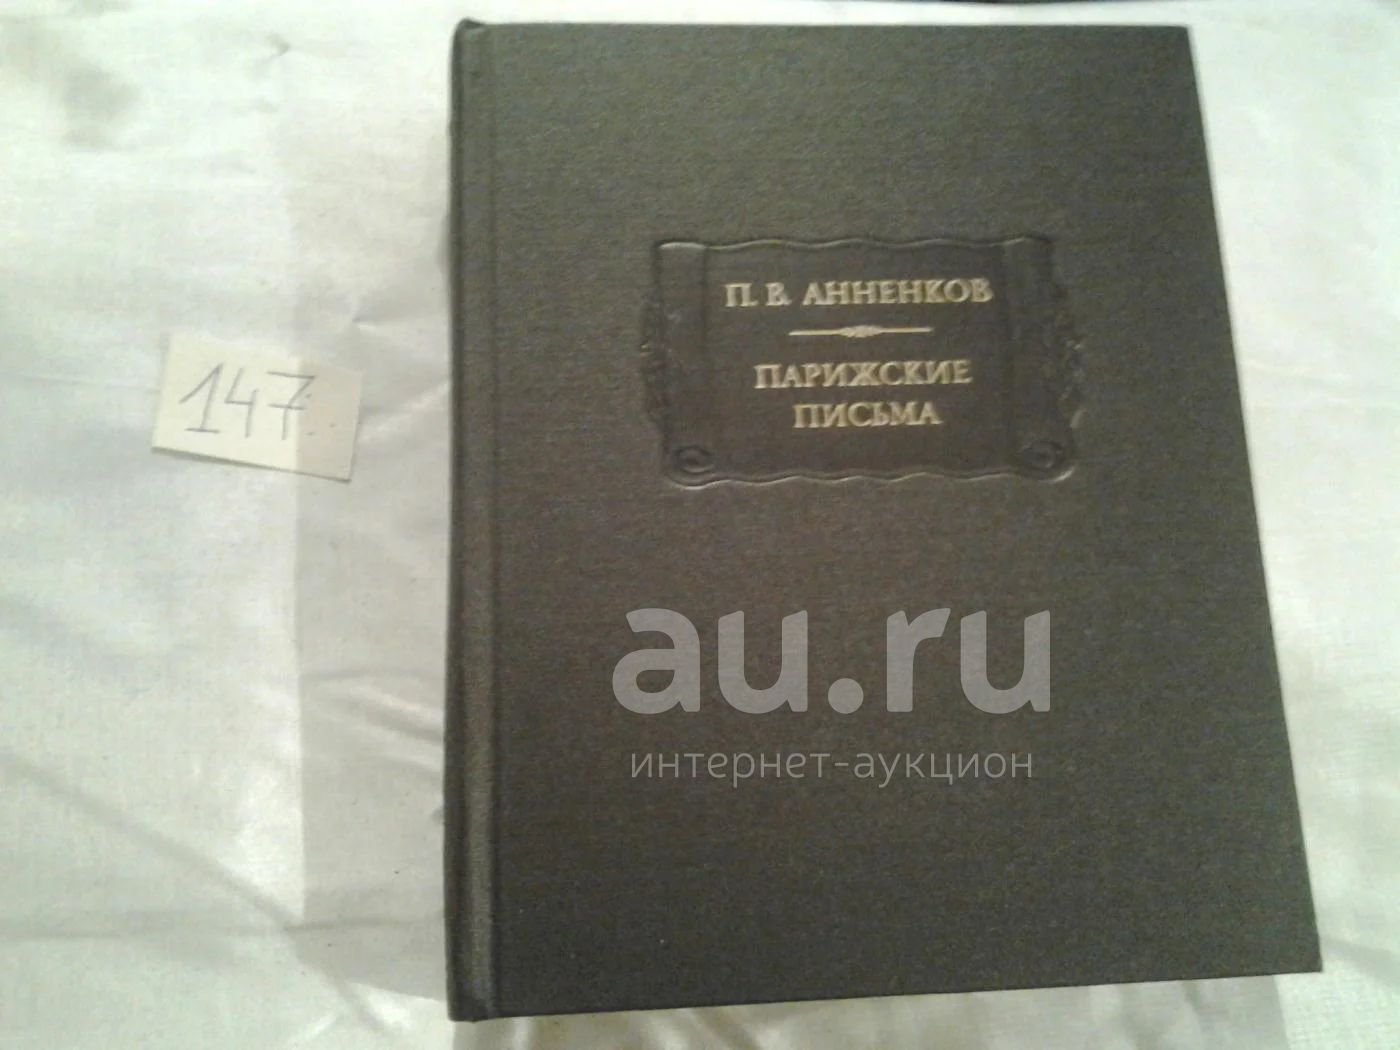 147
П. В. АННЕНКОВ
ПАРИЖСКИЕ
ПИСЬМА
au.ru
интернет-аукцион